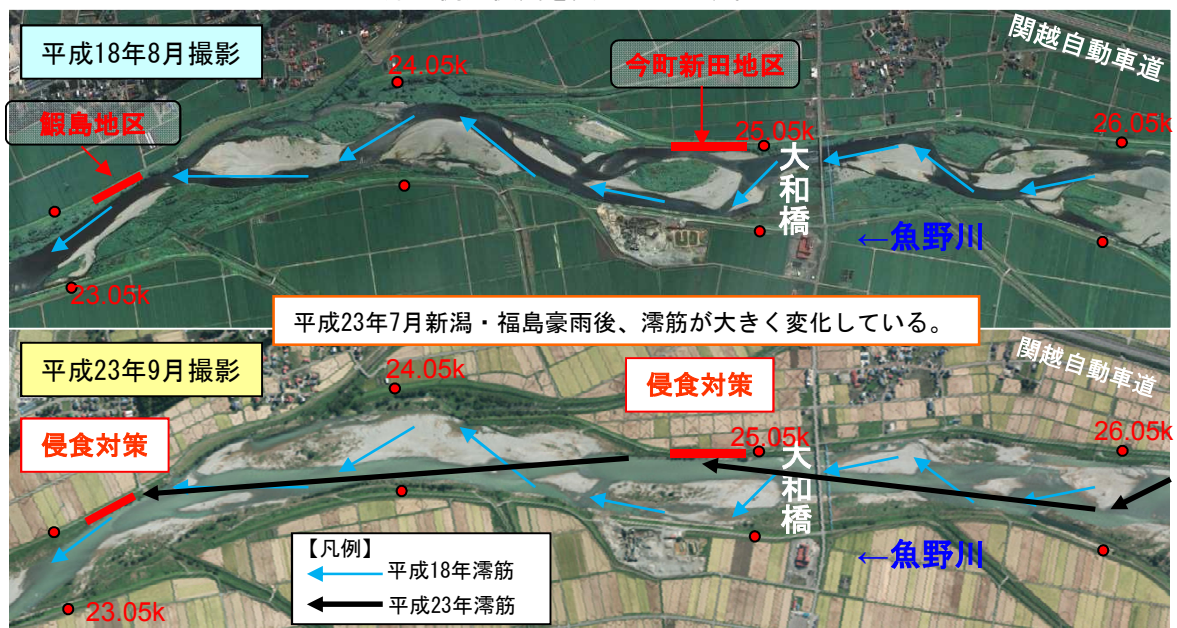 平成18年8月撮影
24.05k
今町新田地区
関越自動車道
鰕島地区
25.05k
26.05k
大和橋
←魚野川
23.05k
平成23年7月新潟・福島豪雨後、澪筋が大きく変化している。
平成23年9月撮影
24.05k
侵食対策
関越自動車道
侵食対策
25.05k
26.05k
大和橋
←魚野川
【凡例】
平成18年澪筋
平成23年澪筋
23.05k